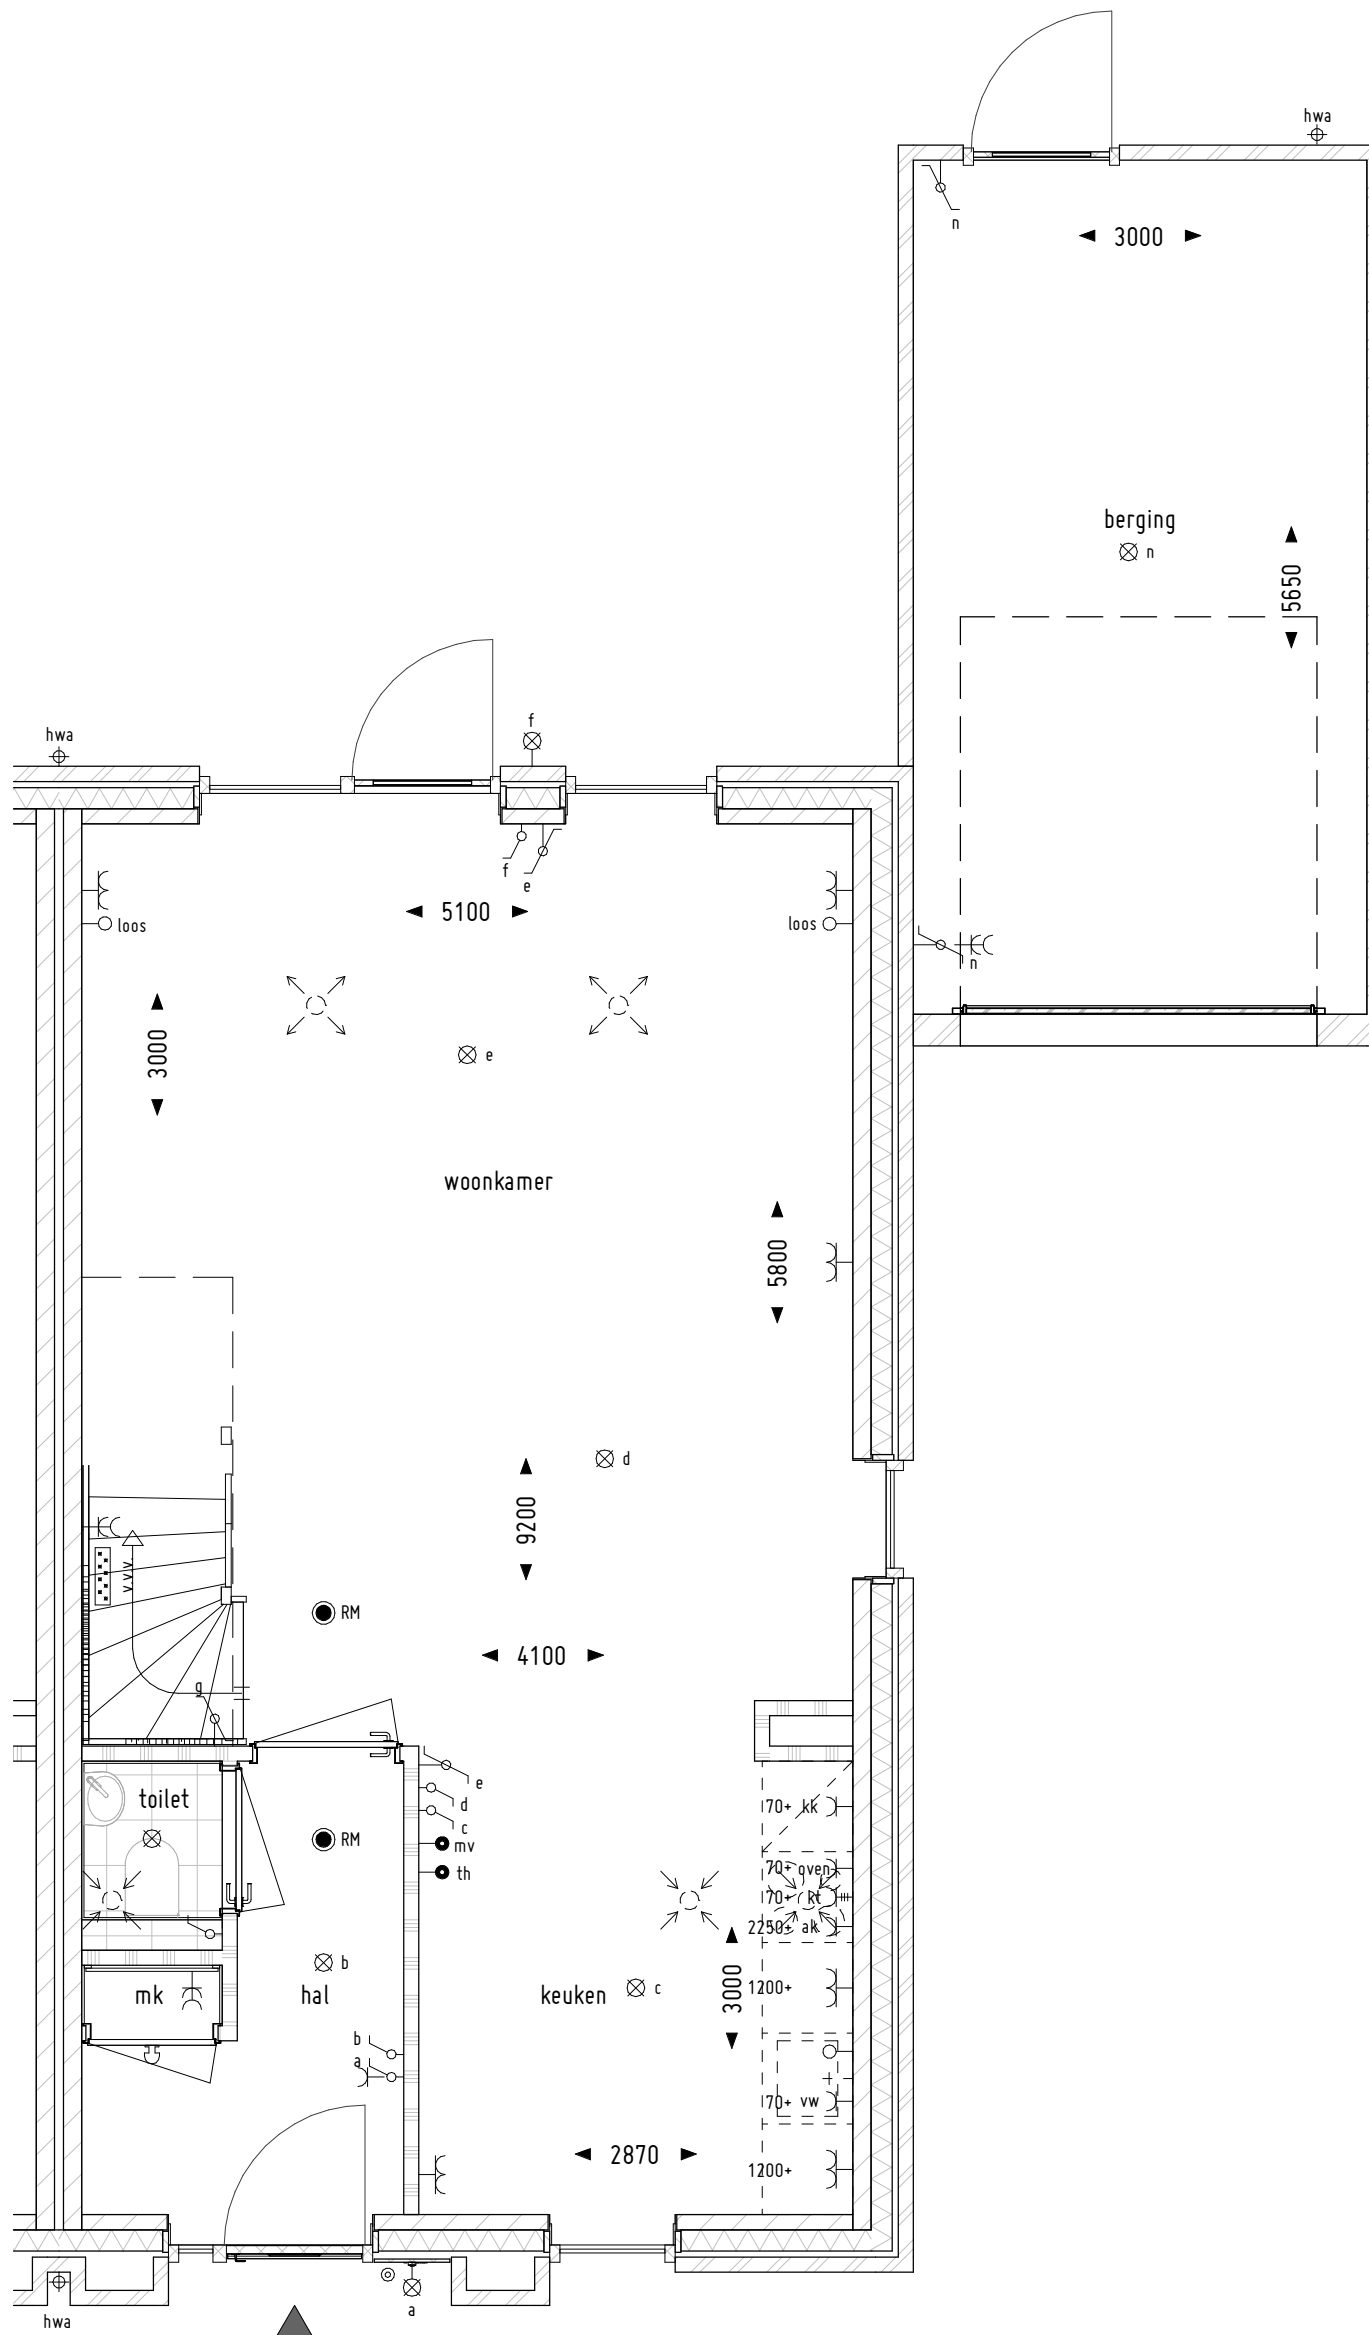 hwa
n
3000
berging
n
5650
f
hwa
f
e
5100
loos
loos
n
3000
e
woonkamer
5800
d
9200
v.v.v.
RM
4100
g
e
toilet
70+ kk
d
c
RM
mv
th
70+ oven
70+ kt
2250+ ak
b
mk
hal
keuken
c
3000
1200+
b
a
70+ vw
2870
1200+
a
hwa